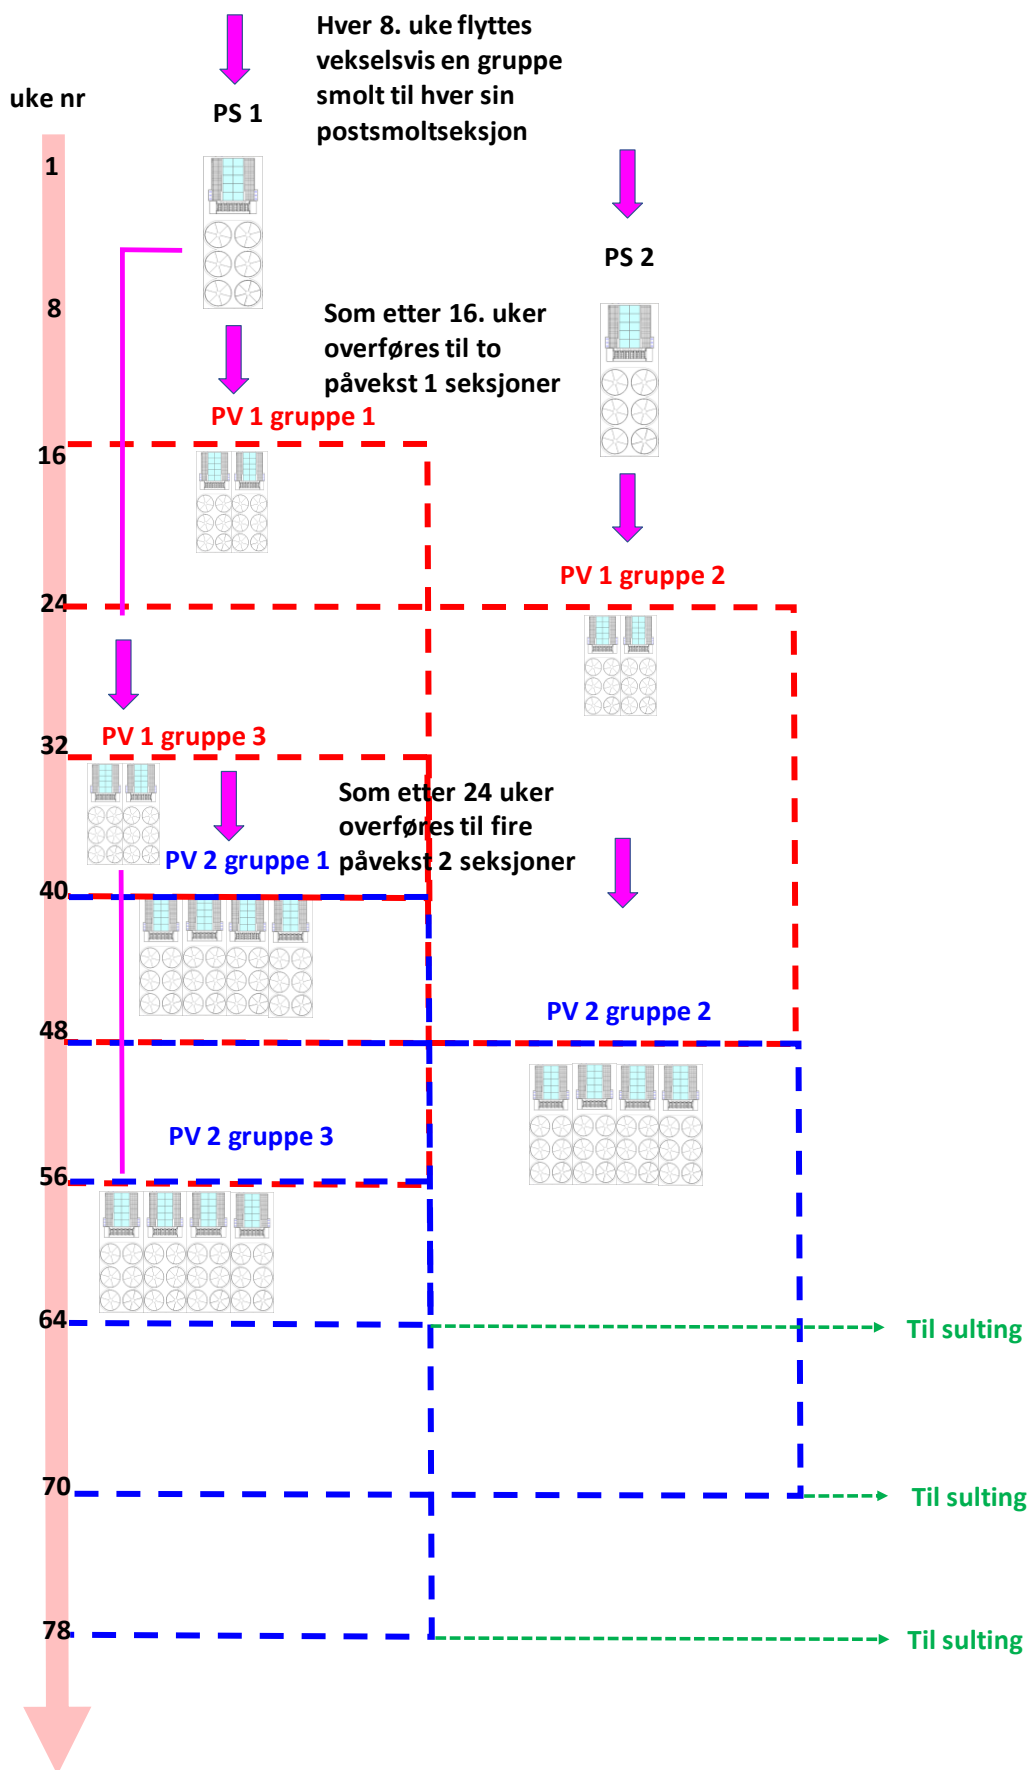 Hver 8. uke flyttes
vekselsvis en gruppe
smolt til hver sin
postsmoltseksjon
uke nr
PS 1
1
PS 2
8
Som etter 16. uker
overføres til to
påvekst 1 seksjoner
PV 1 gruppe 1
16
PV 1 gruppe 2
24
PV 1 gruppe 3
32
Som etter 24 uker
overføres til fire
påvekst 2 seksjoner
PV 2 gruppe 1
40
PV 2 gruppe 2
48
PV 2 gruppe 3
56
64
Til sulting
70
Til sulting
78
Til sulting